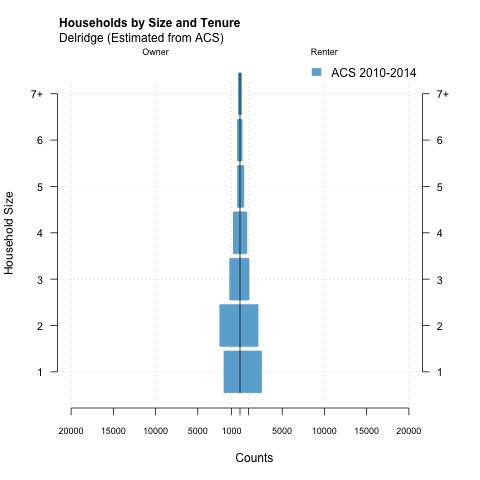 Households by Size and Tenure
Delridge (Estimated from ACS)
Owner Renter
ACS 2010-2014
7+ 7+
6 6
5 5
4 4
3 3
2 2
1 1
Household Size
20000 15000 10000 5000 1000 5000 10000 15000 20000
Counts